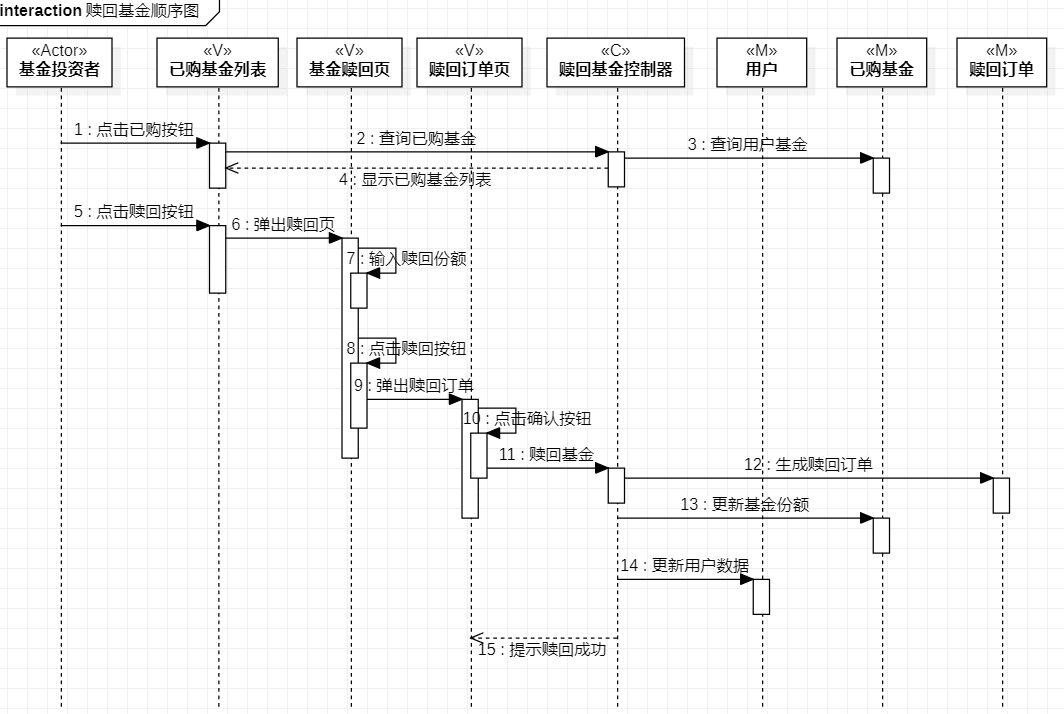 interaction 赎回基金顺序图
«Actor»
基金投资者
«V»
已购基金列表
«V»
基金赎回页
«V»
赎回订单页
«C»
赎回基金控制器
«M»
用户
«M»
已购基金
«M»
赎回订单
1 : 点击已购按钮
2 : 查询已购基金
3 : 查询用户基金
4 : 显示已购基金列表
5 : 点击赎回按钮
6 : 弹出赎回页
7 : 输入赎回份额
8 : 点击赎回按钮
9 : 弹出赎回订单
10 : 点击确认按钮
11 : 赎回基金
12 : 生成赎回订单
13 : 更新基金份额
14 : 更新用户数据
15 : 提示赎回成功